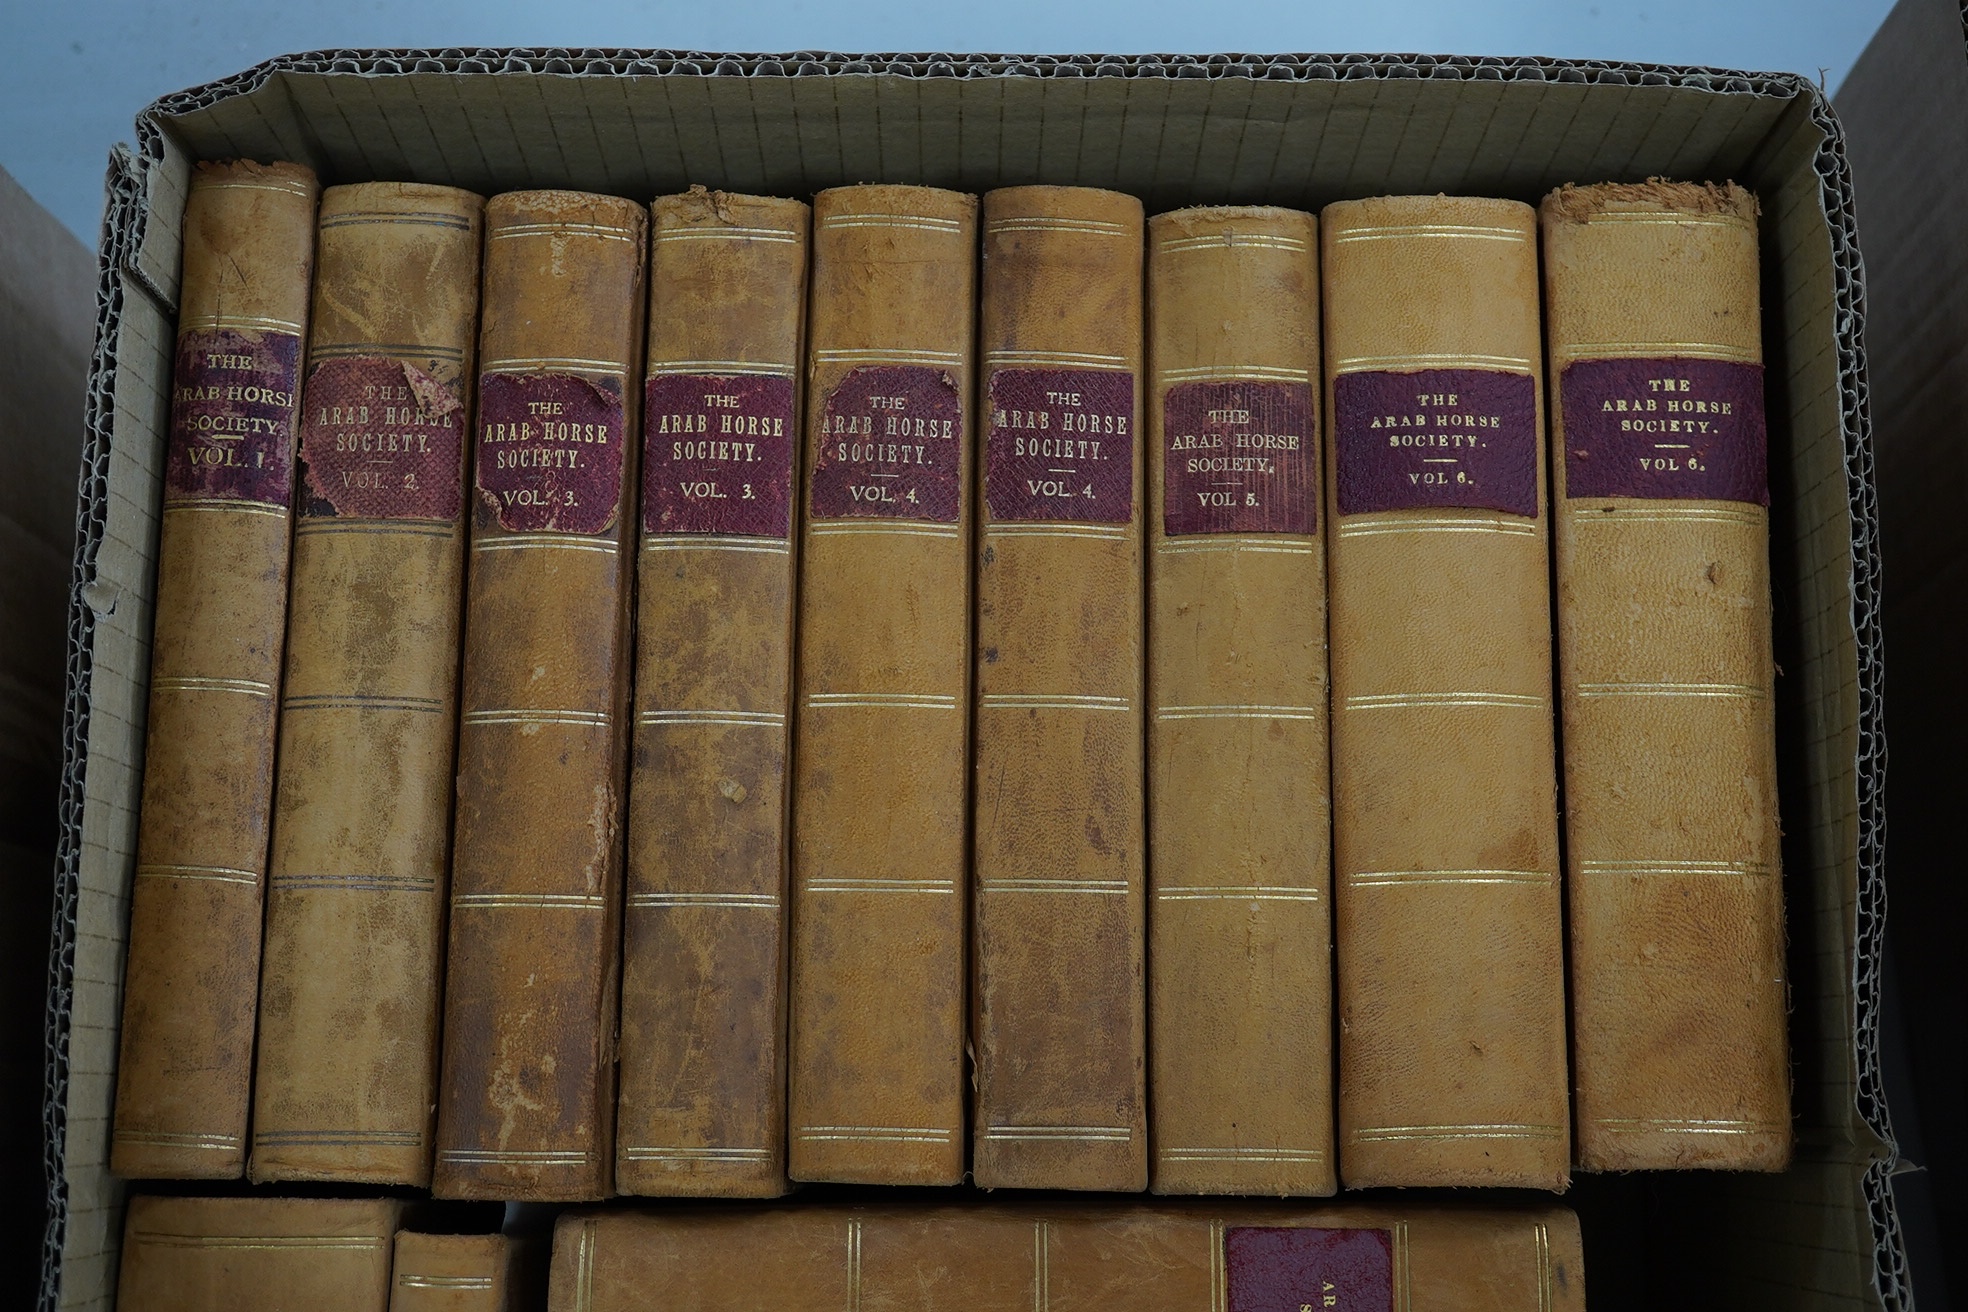 THE
ARAB HORSE
SOCIETY.
VOL. 1.
THE
ARAB HORSE
SOCIETY.
VOL. 2.
THE
ARAB HORSE
SOCIETY.
VOL. 3.
THE
ARAB HORSE
SOCIETY.
VOL. 3.
THE
ARAB HORSE
SOCIETY.
VOL. 4.
THE
ARAB HORSE
SOCIETY.
VOL. 4.
THE
ARAB HORSE
SOCIETY.
VOL 5.
THE
ARAB HORSE
SOCIETY.
VOL 6.
THE
ARAB HORSE
SOCIETY.
VOL 6.
AR
S